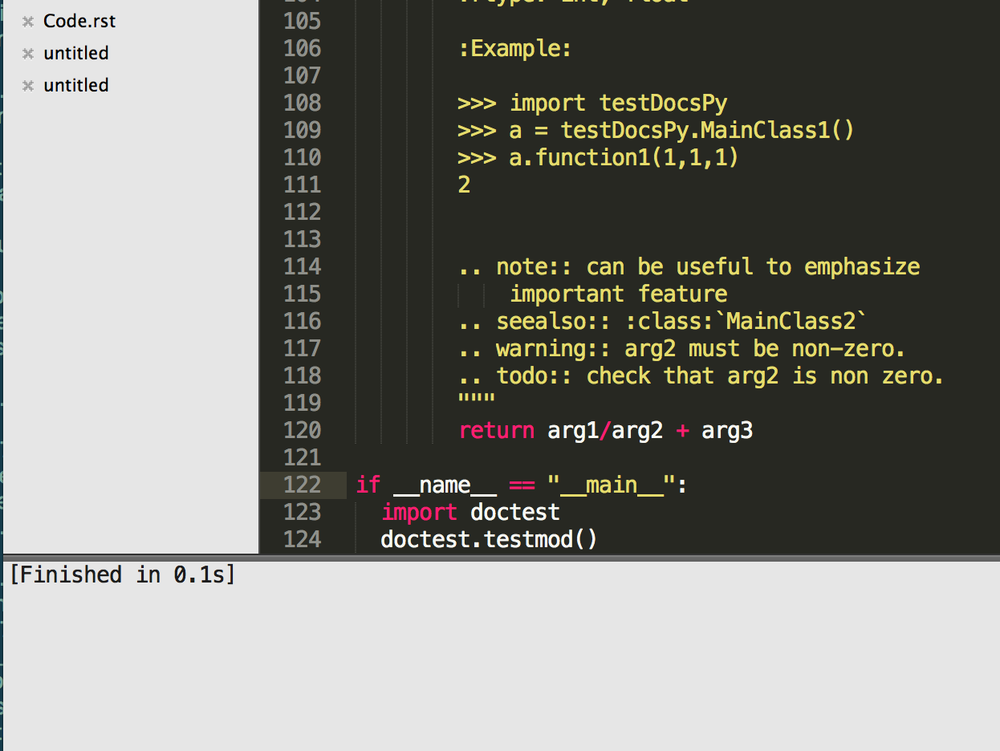 Code.rst
untitled
untitled
105
106 :Example:
107
108 >>> import testDocsPy
109 >>> a = testDocsPy.MainClass1()
110 >>> a.function1(1,1,1)
111 2
112
113
114 .. note:: can be useful to emphasize
115 important feature
116 .. seealso:: :class:`MainClass2`
117 .. warning:: arg2 must be non-zero.
118 .. todo:: check that arg2 is non zero.
119 """
120 return arg1/arg2 + arg3
121
122 if __name__ == "__main__":
123 import doctest
124 doctest.testmod()
[Finished in 0.1s]